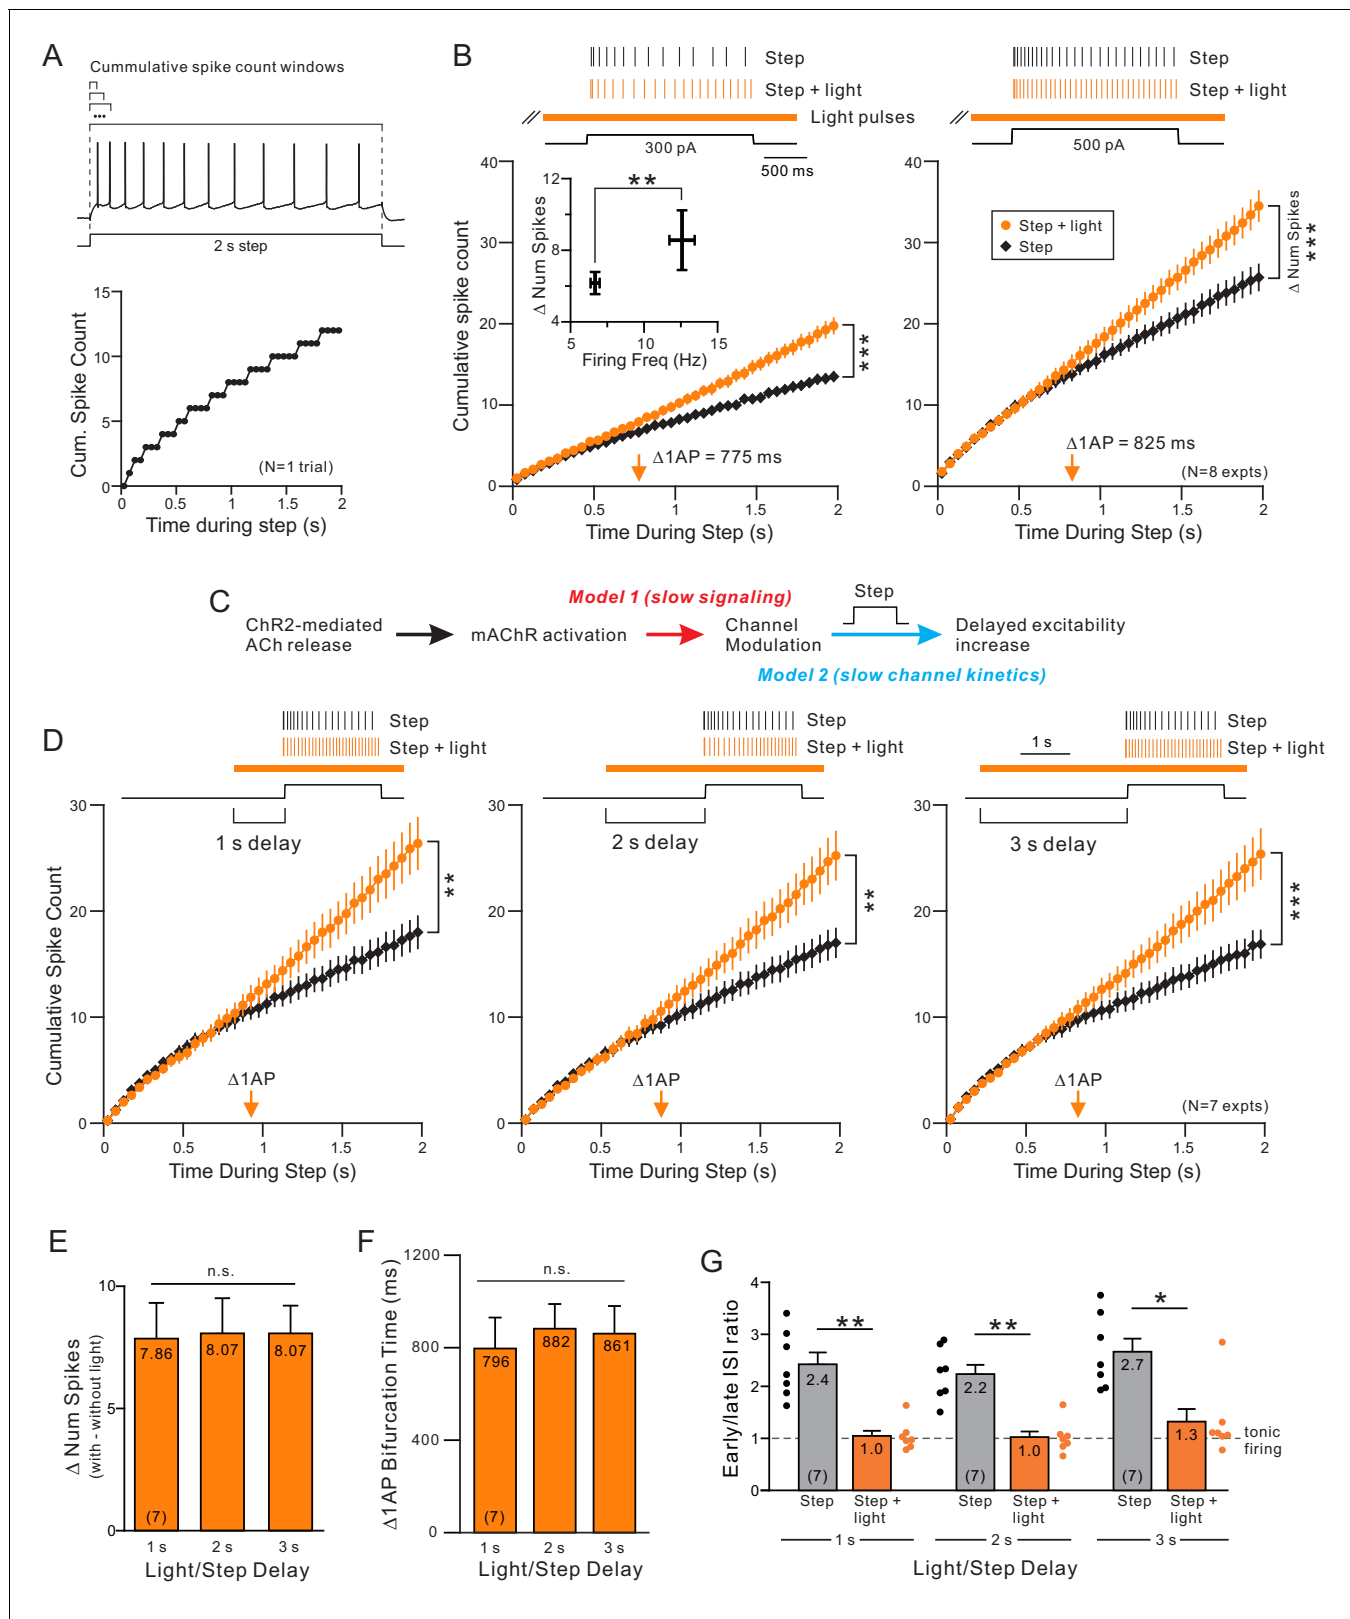 A
Cummulative spike count windows
•••
2 s step
Cum. Spike Count
15
10
5
0
(N=1 trial)
0 0.5 1 1.5 2
Time during step (s)
B
Step
Step + light
Light pulses
300 pA
500 ms
Cumulative spike count
40
30
20
10
0
**
Δ Num Spikes
12
8
4
5 10 15
Firing Freq (Hz)
***
Δ1AP = 775 ms
0 0.5 1 1.5 2
Time During Step (s)
Step
Step + light
500 pA
40
30
20
10
0
Step + light
Step
Δ Num Spikes
***
Δ1AP = 825 ms
(N=8 expts)
0 0.5 1 1.5 2
Time During Step (s)
C
Model 1 (slow signaling)
Step
ChR2-mediated
ACh release
mAChR activation
Channel
Modulation
Delayed excitability
increase
Model 2 (slow channel kinetics)
D
Step
Step + light
1 s delay
Cumulative Spike Count
30
20
10
0
**
Δ1AP
0 0.5 1 1.5 2
Time During Step (s)
Step
Step + light
2 s delay
30
20
10
0
**
Δ1AP
0 0.5 1 1.5 2
Time During Step (s)
1 s
Step
Step + light
3 s delay
30
20
10
0
***
Δ1AP
(N=7 expts)
0 0.5 1 1.5 2
Time During Step (s)
E
Δ Num Spikes
(with - without light)
10
5
0
n.s.
7.86 8.07 8.07
(7)
1 s 2 s 3 s
Light/Step Delay
F
Δ1AP Bifurcation Time (ms)
1200
800
400
0
n.s.
796 882 861
(7)
1 s 2 s 3 s
Light/Step Delay
G
Early/late ISI ratio
4
3
2
1
0
** ** *
2.4 1.0 2.2 1.0 2.7 1.3
tonic
firing
(7) (7) (7)
Step Step + Step Step + Step Step +
light light light
1 s 2 s 3 s
Light/Step Delay